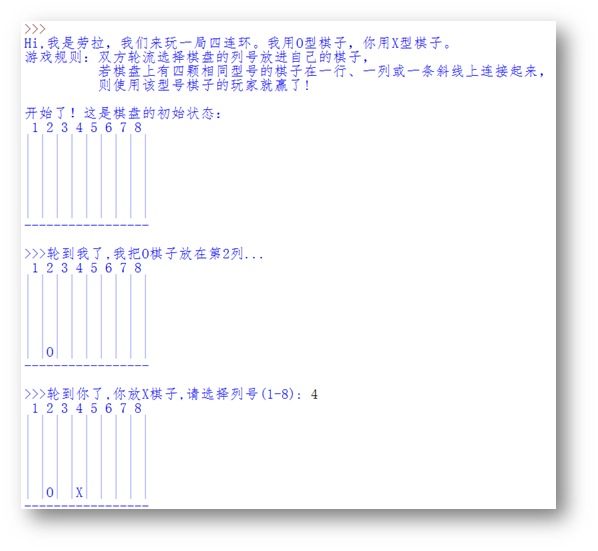 >>>
Hi,我是劳拉，我们来玩一局四连环。我用O型棋子，你用X型棋子。
游戏规则：双方轮流选择棋盘的列号放进自己的棋子，
若棋盘上有四颗相同型号的棋子在一行、一列或一条斜线上连接起来，
则使用该型号棋子的玩家就赢了！
开始了！这是棋盘的初始状态：
 1 2 3 4 5 6 7 8
| | | | | | | | |
| | | | | | | | |
| | | | | | | | |
| | | | | | | | |
| | | | | | | | |
| | | | | | | | |
-----------------
>>>轮到我了,我把O棋子放在第2列...
 1 2 3 4 5 6 7 8
| | | | | | | | |
| | | | | | | | |
| | | | | | | | |
| | | | | | | | |
| | | | | | | | |
| |O| | | | | | |
-----------------
>>>轮到你了,你放X棋子,请选择列号(1-8): 4
 1 2 3 4 5 6 7 8
| | | | | | | | |
| | | | | | | | |
| | | | | | | | |
| | | | | | | | |
| | | | | | | | |
| |O| |X| | | | |
-----------------